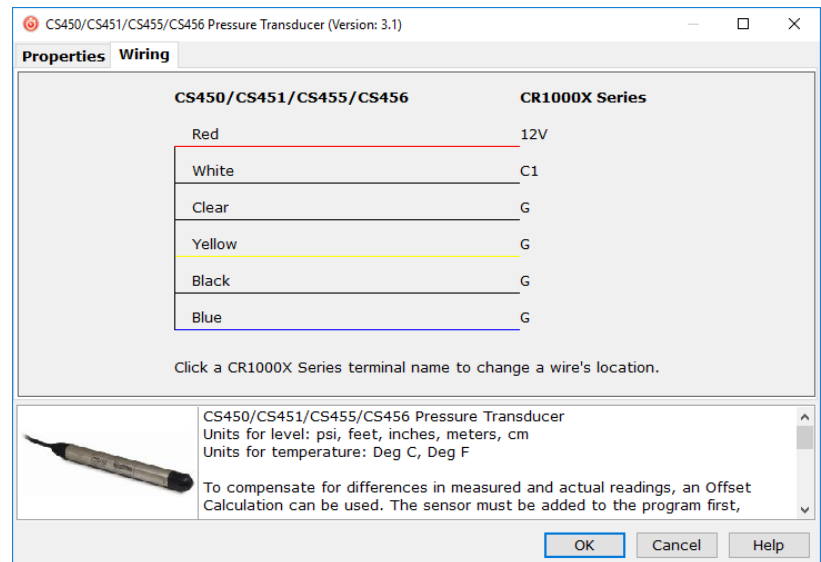 CS450/CS451/CS455/CS456 Pressure Transducer (Version: 3.1)
Properties Wiring
CS450/CS451/CS455/CS456 CR1000X Series
Red 12V
White C1
Clear G
Yellow G
Black G
Blue G
Click a CR1000X Series terminal name to change a wire's location.
CS450/CS451/CS455/CS456 Pressure Transducer
Units for level: psi, feet, inches, meters, cm
Units for temperature: Deg C, Deg F
To compensate for differences in measured and actual readings, an Offset
Calculation can be used. The sensor must be added to the program first,
OK Cancel Help